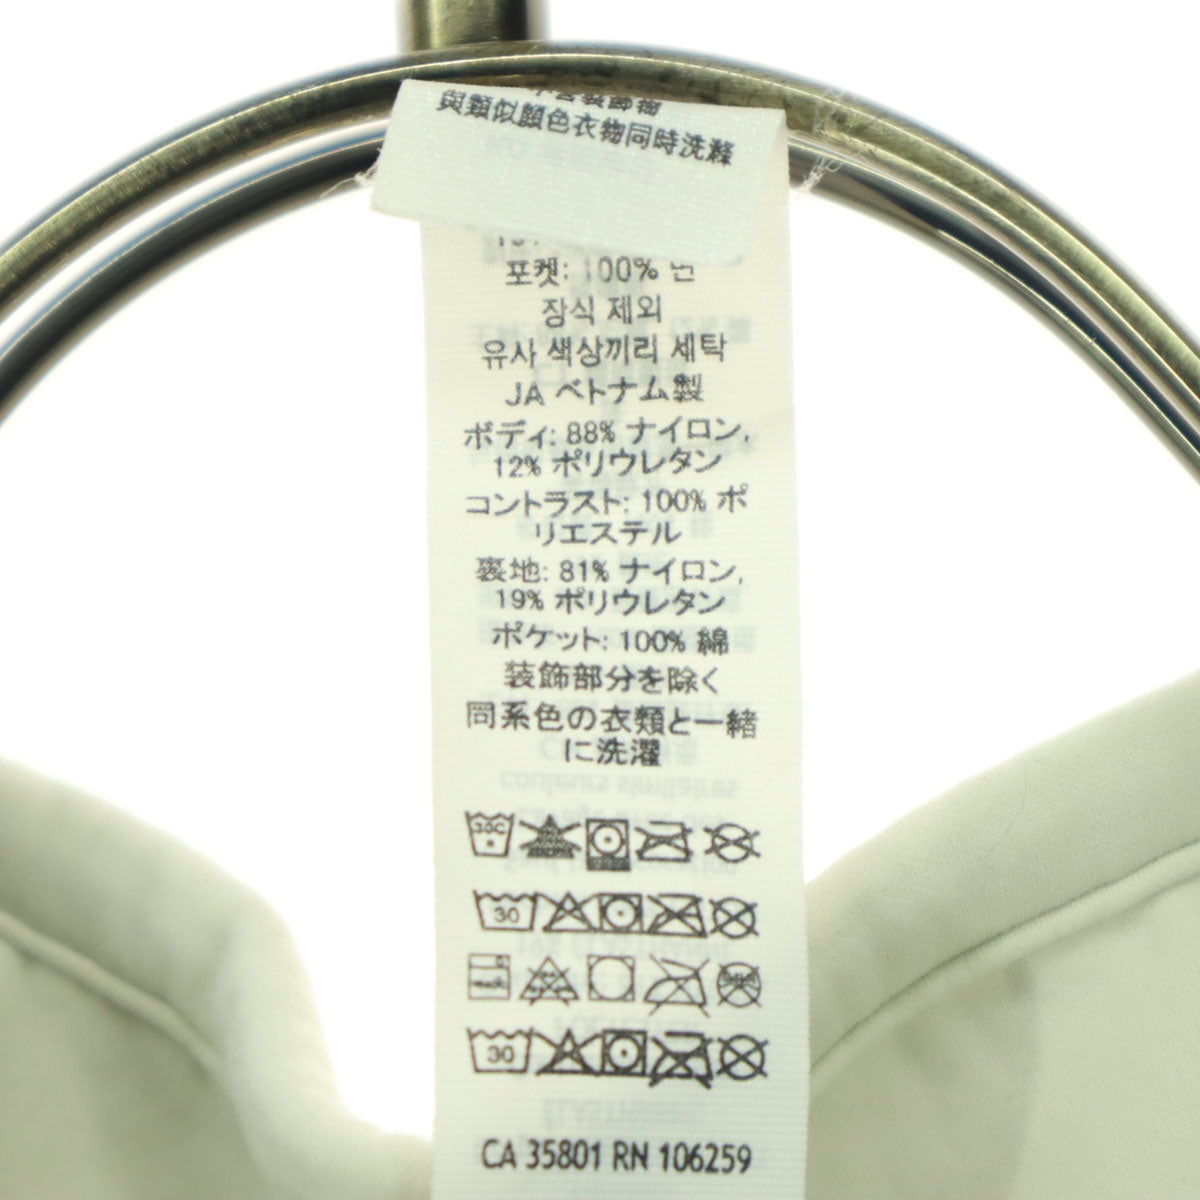 與類似顏色衣物同時洗滌
포켓: 100% 면
장식 제외
유사 색상끼리 세탁
JA ベトナム製
ボディ: 88% ナイロン,
12% ポリウレタン
コントラスト: 100% ポ
リエステル
裏地: 81% ナイロン,
19% ポリウレタン
ポケット: 100% 綿
装飾部分を除く
同系色の衣類と一緒
に洗濯
30C
30
30
CA 35801 RN 106259